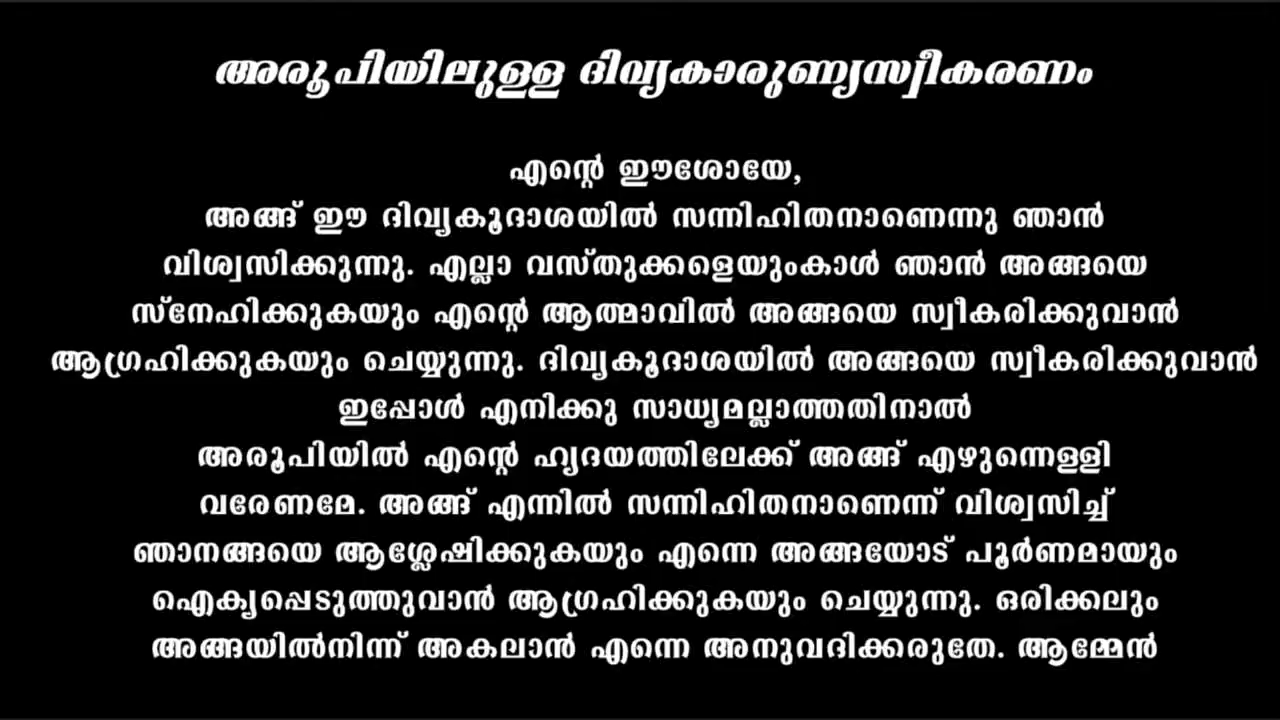 അരൂപിയിലുള്ള ദിവ്യകാരുണ്യസ്വീകരണം
എന്റെ ഈശോയേ,
അങ്ങ് ഈ ദിവ്യകൂദാശയിൽ സന്നിഹിതനാണെന്നു ഞാൻ
വിശ്വസിക്കുന്നു. എല്ലാ വസ്തുക്കളെയുംകാൾ ഞാൻ അങ്ങയെ
സ്നേഹിക്കുകയും എന്റെ ആത്മാവിൽ അങ്ങയെ സ്വീകരിക്കുവാൻ
ആഗ്രഹിക്കുകയും ചെയ്യുന്നു. ദിവ്യകൂദാശയിൽ അങ്ങയെ സ്വീകരിക്കുവാൻ
ഇപ്പോൾ എനിക്കു സാധ്യമല്ലാത്തതിനാൽ
അരൂപിയിൽ എന്റെ ഹൃദയത്തിലേക്ക് അങ്ങ് എഴുന്നെള്ളി
വരേണമേ. അങ്ങ് എന്നിൽ സന്നിഹിതനാണെന്ന് വിശ്വസിച്ച്
ഞാനങ്ങയെ ആശ്ലേഷിക്കുകയും എന്നെ അങ്ങയോട് പൂർണമായും
ഐക്യപ്പെടുത്തുവാൻ ആഗ്രഹിക്കുകയും ചെയ്യുന്നു. ഒരിക്കലും
അങ്ങയിൽനിന്ന് അകലാൻ എന്നെ അനുവദിക്കരുതേ. ആമ്മേൻ